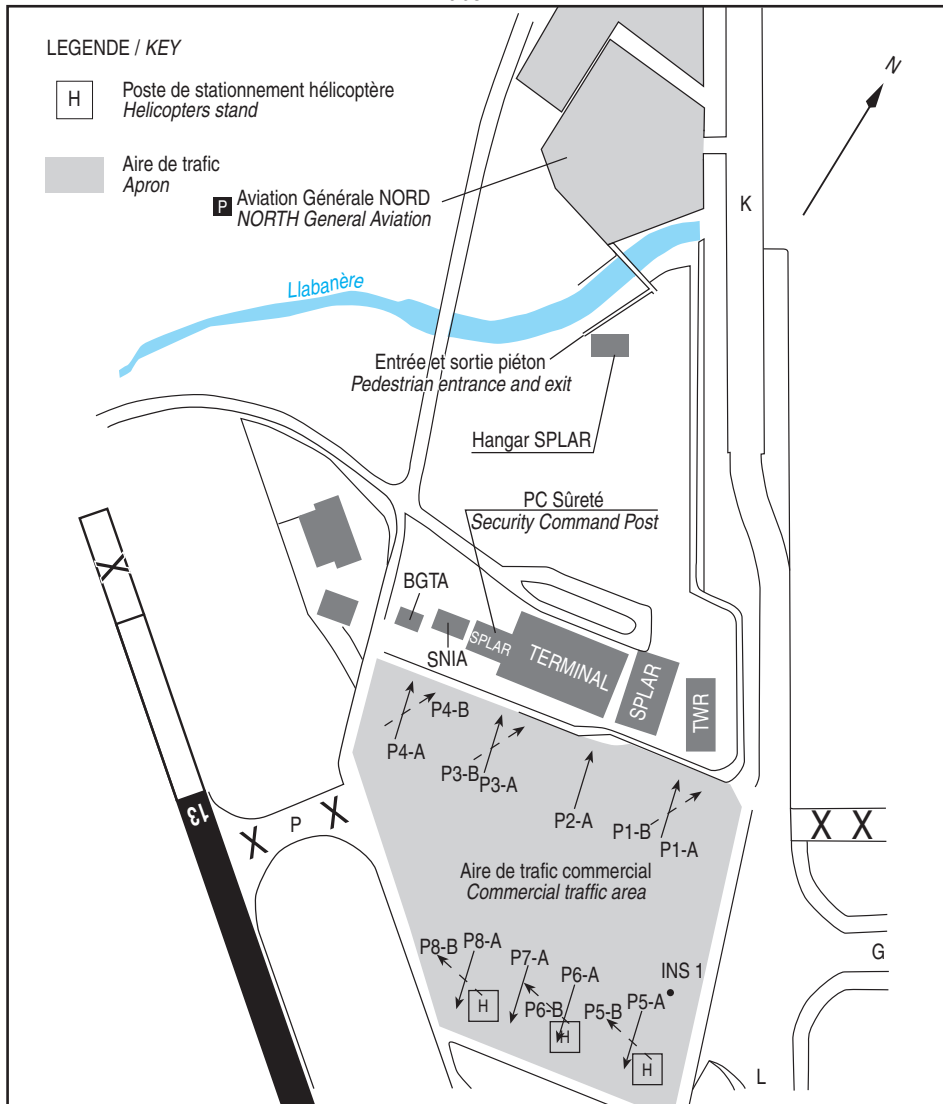 LEGENDE / KEY
H
Poste de stationnement hélicoptère
Helicopters stand
Aire de trafic
Apron
N
P Aviation Générale NORD
NORTH General Aviation
K
Llabanère
Entrée et sortie piéton
Pedestrian entrance and exit
Hangar SPLAR
PC Sûreté
Security Command Post
BGTA
SNIA
SPLAR
TERMINAL
SPLAR
TWR
P4-B
P4-A
P3-B
P3-A
P2-A
P1-B
P1-A
13
X
X
P
X
X X
Aire de trafic commercial
Commercial traffic area
G
P8-B
P8-A
P7-A
P6-A
P6-B
P5-B
P5-A
INS 1
H
H
H
L